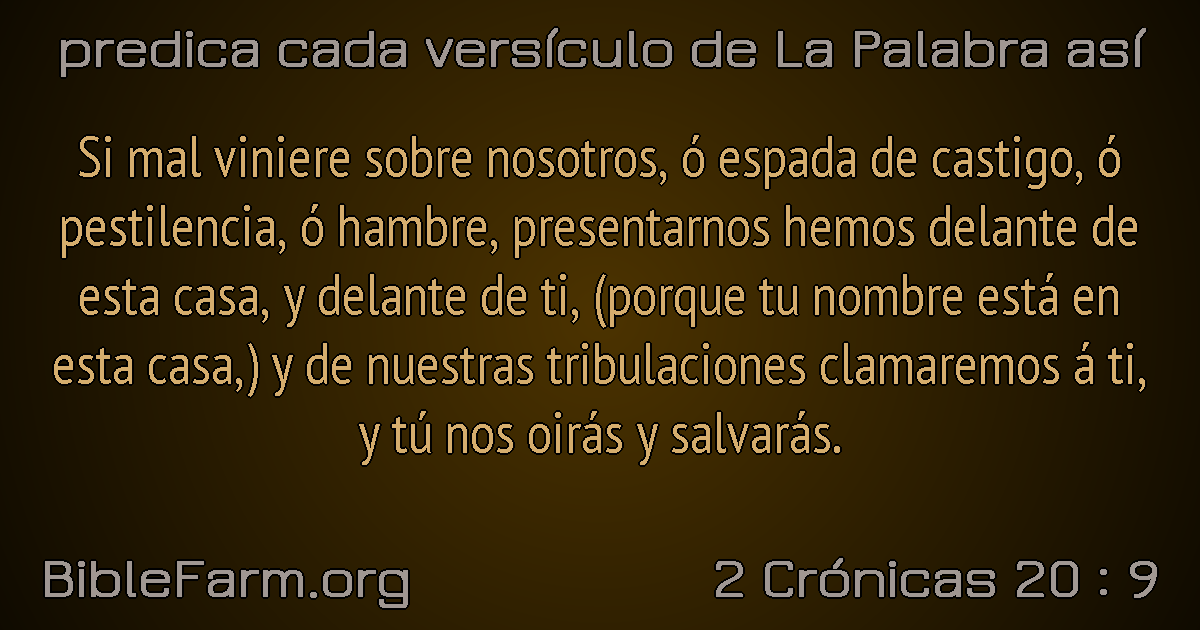 predica cada versículo de La Palabra así
Si mal viniere sobre nosotros, ó espada de castigo, ó
pestilencia, ó hambre, presentarnos hemos delante de
esta casa, y delante de ti, (porque tu nombre está en
esta casa,) y de nuestras tribulaciones clamaremos á ti,
y tú nos oirás y salvarás.
BibleFarm.org
2 Crónicas 20 : 9